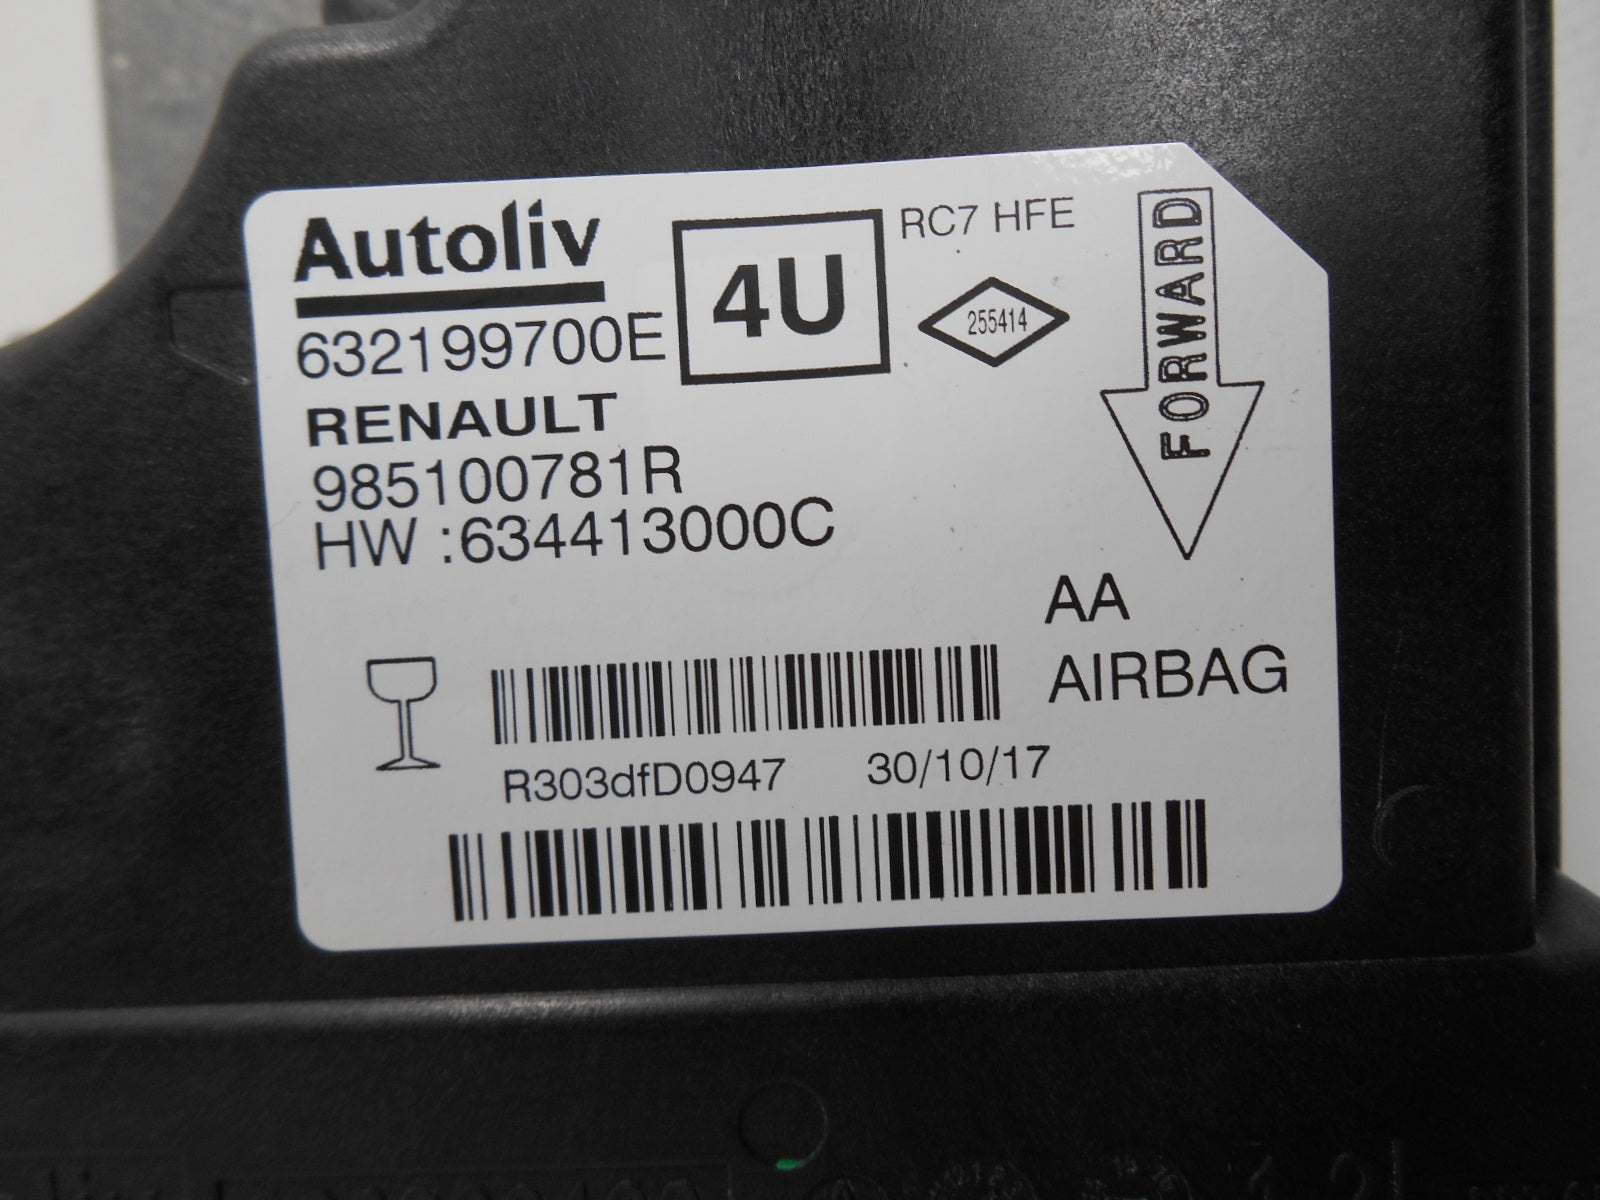 Autoliv
632199700E
4U
RC7 HFE
255414
FORWARD
RENAULT
985100781R
HW :634413000C
AA
AIRBAG
R303dfD0947 30/10/17